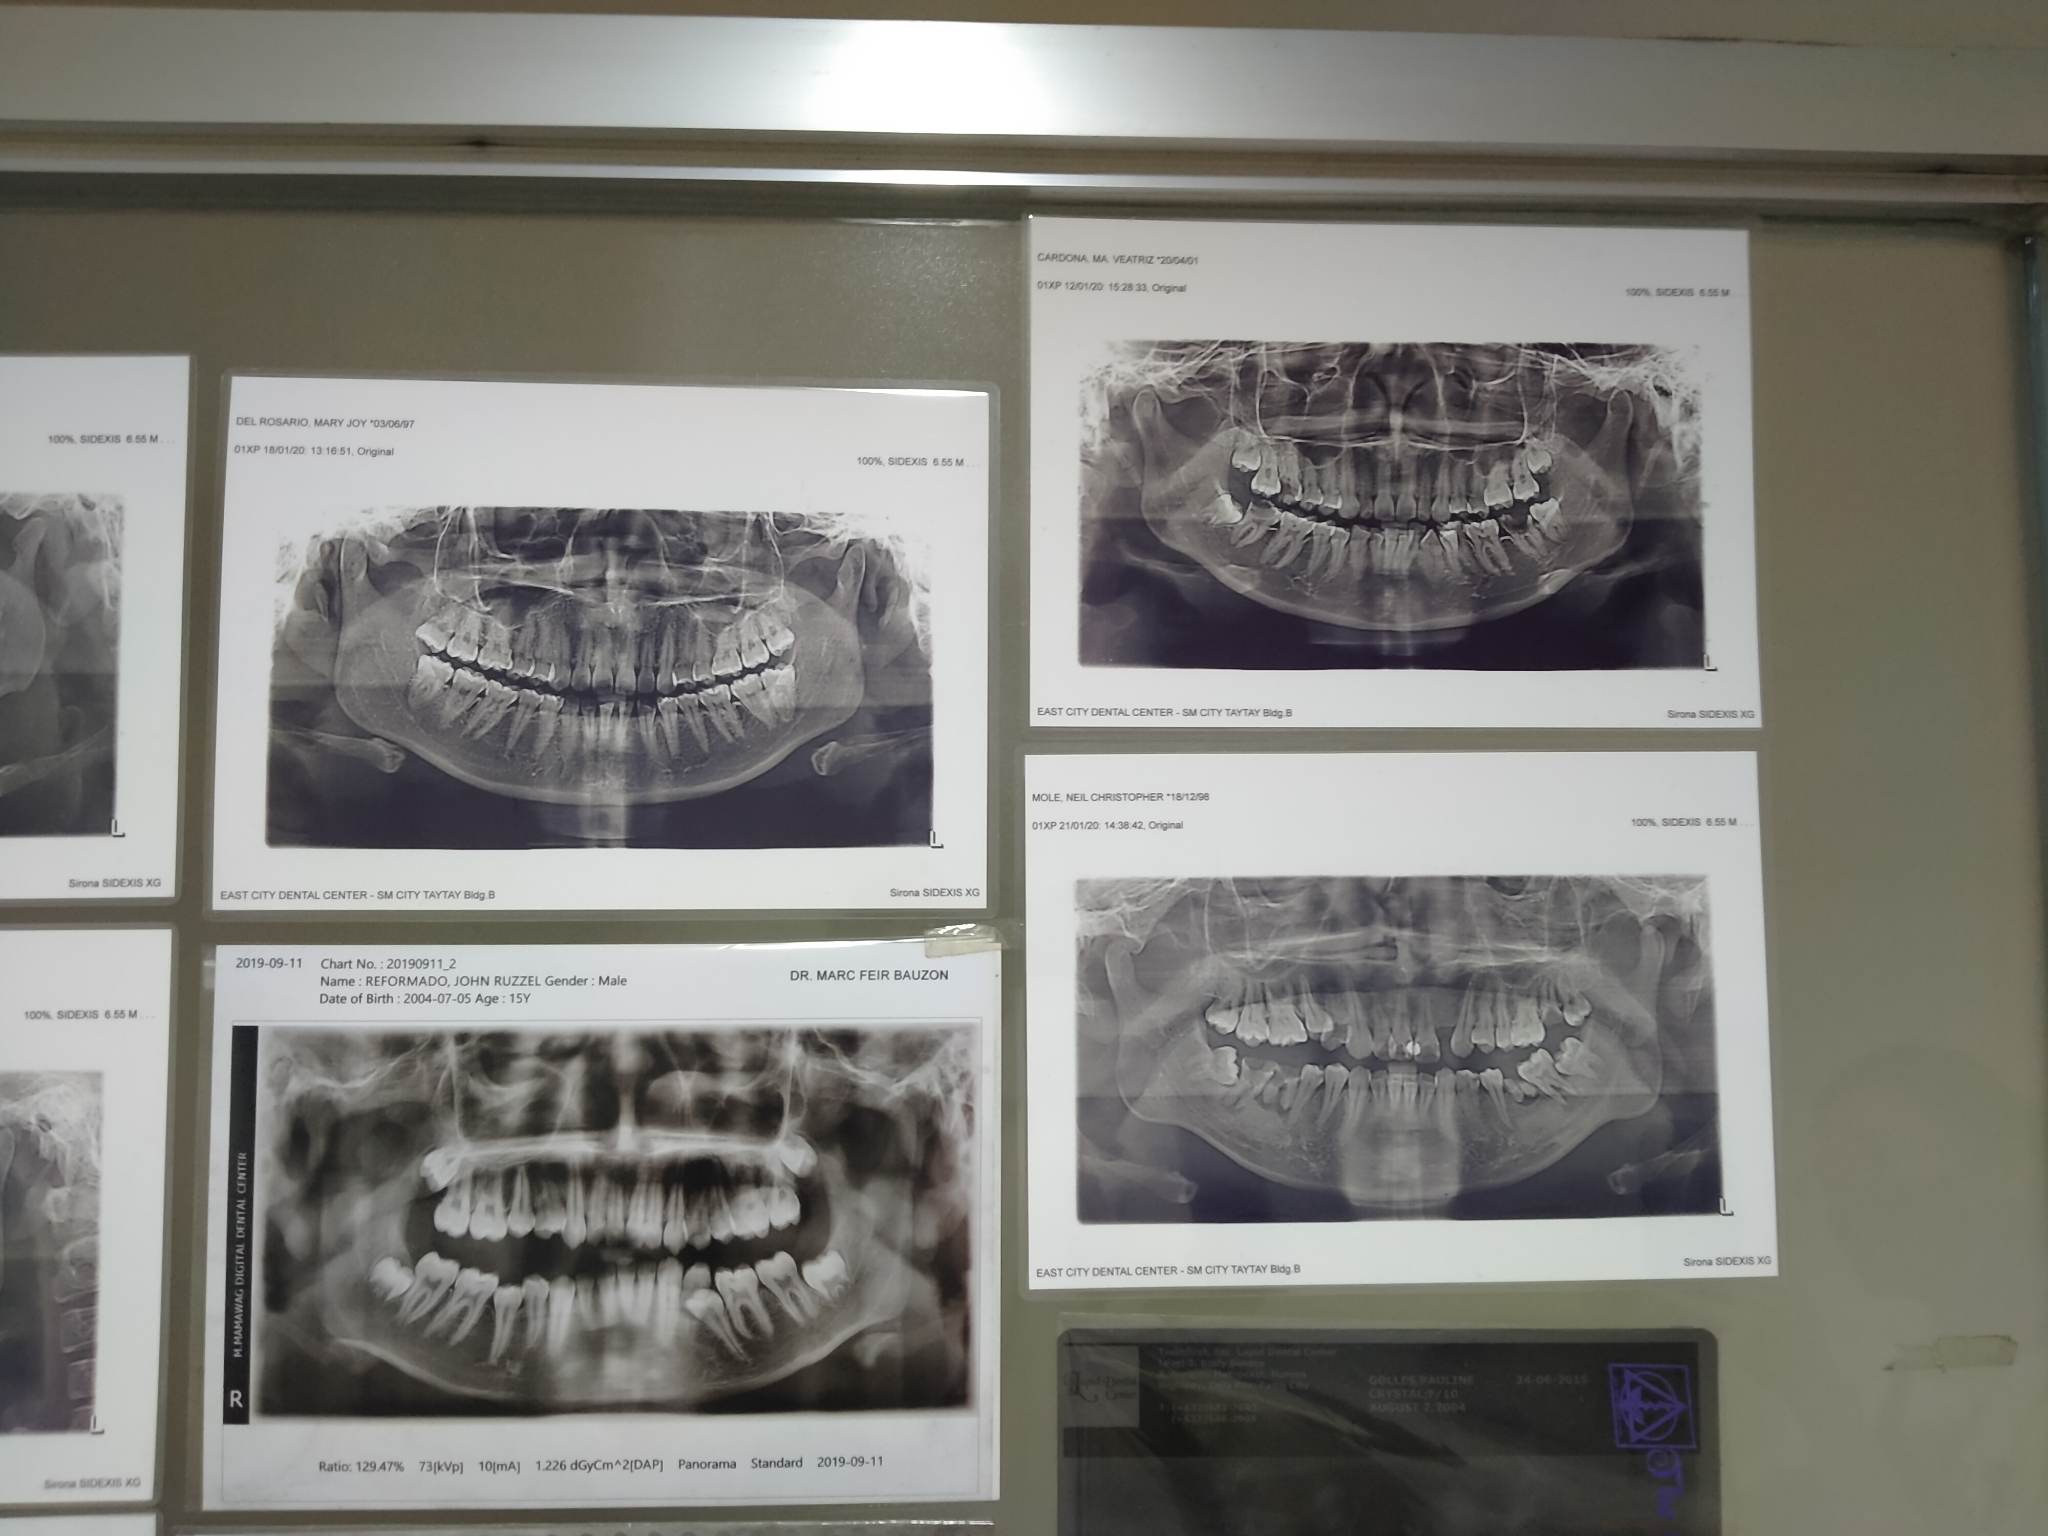 CARDONA, MA. VEATRIZ *20/04/01
01XP 12/01/20: 15:28:33, Original
100%, SIDEXIS 6.55 M...
L
EAST CITY DENTAL CENTER - SM CITY TAYTAY Bldg.B
Sirona SIDEXIS XG
100%, SIDEXIS 6.55 M...
L
Sirona SIDEXIS XG
DEL ROSARIO, MARY JOY *03/06/97
01XP 18/01/20: 13:16:51, Original
100%, SIDEXIS 6.55 M...
L
EAST CITY DENTAL CENTER - SM CITY TAYTAY Bldg.B
Sirona SIDEXIS XG
MOLE, NEIL CHRISTOPHER *18/12/98
01XP 21/01/20: 14:38:42, Original
100%, SIDEXIS 6.55 M...
L
EAST CITY DENTAL CENTER - SM CITY TAYTAY Bldg.B
Sirona SIDEXIS XG
100%, SIDEXIS 6.55 M...
L
Sirona SIDEXIS XG
2019-09-11 Chart No. : 20190911_2
Name : REFORMADO, JOHN RUZZEL Gender : Male
Date of Birth : 2004-07-05 Age : 15Y
DR. MARC FEIR BAUZON
M.MAMAWAG DIGITAL DENTAL CENTER
R
Ratio: 129.47% 73[kVp] 10[mA] 1.226 dGyCm^2[DAP] Panorama Standard 2019-09-11
Dental Center
GOLLES, PAULINE 24-06-2015
CRYSTAL F/10
AUGUST 7, 2004